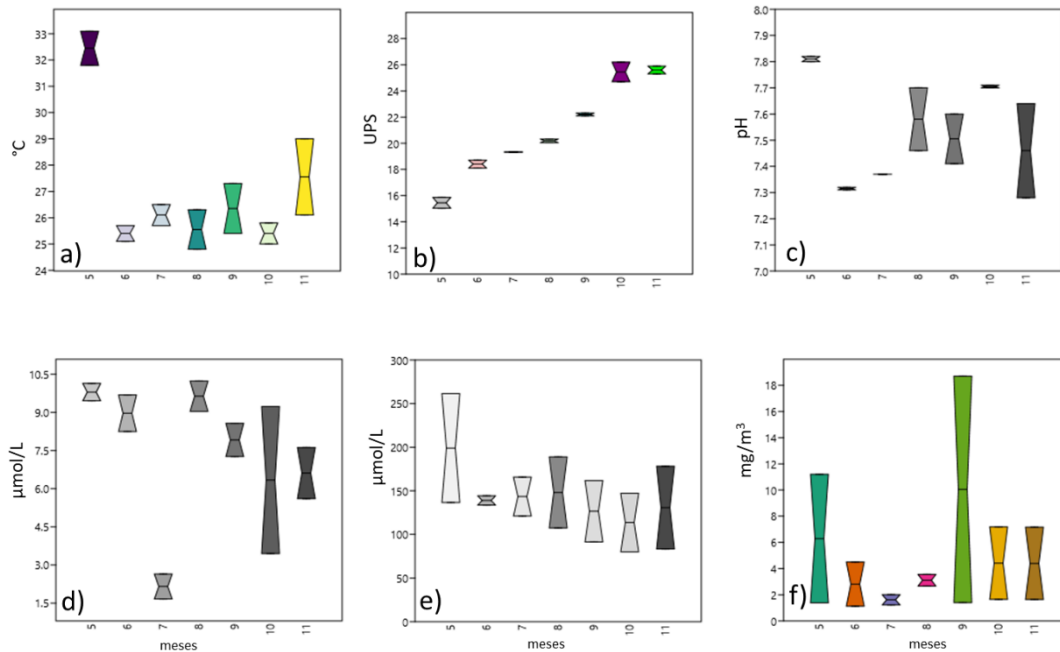 33
32
31
30
29
28
27
26
25
24
°C
a)
5 6 7 8 9 10 11
28
26
24
22
20
18
16
14
12
10
UPS
b)
5 6 7 8 9 10 11
8.0
7.9
7.8
7.7
7.6
7.5
7.4
7.3
7.2
7.1
7.0
pH
c)
5 6 7 8 9 10 11
10.5
9.0
7.5
6.0
4.5
3.0
1.5
µmol/L
d)
5 6 7 8 9 10 11
meses
300
250
200
150
100
50
0
µmol/L
e)
5 6 7 8 9 10 11
meses
18
16
14
12
10
8
6
4
2
0
mg/m³
f)
5 6 7 8 9 10 11
meses